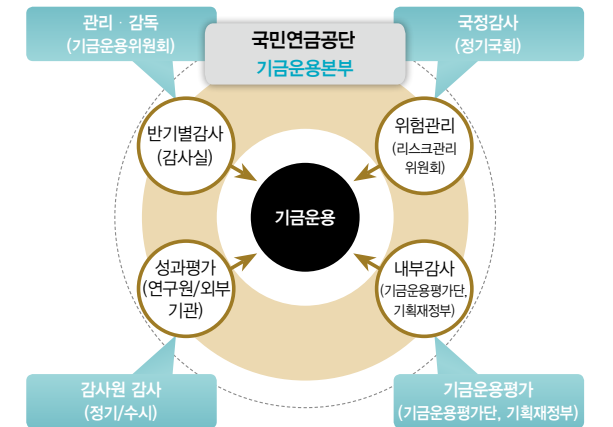 관리 · 감독
(기금운용위원회)
국민연금공단
기금운용본부
국정감사
(정기국회)
반기별감사
(감사실)
위험관리
(리스크관리
위원회)
기금운용
성과평가
(연구원/외부
기관)
내부감사
(기금운용평가단,
기획재정부)
감사원 감사
(정기/수시)
기금운용평가
(기금운용평가단, 기획재정부)